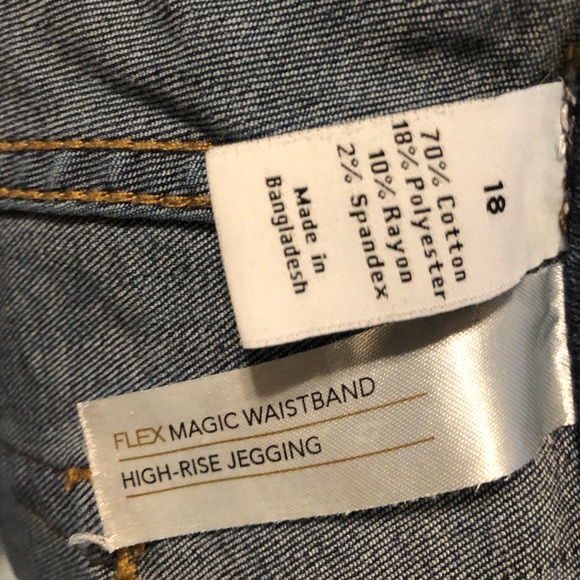 18
70% Cotton
18% Polyester
10% Rayon
2% Spandex
Made in
Bangladesh
FLEX MAGIC WAISTBAND
HIGH-RISE JEGGING